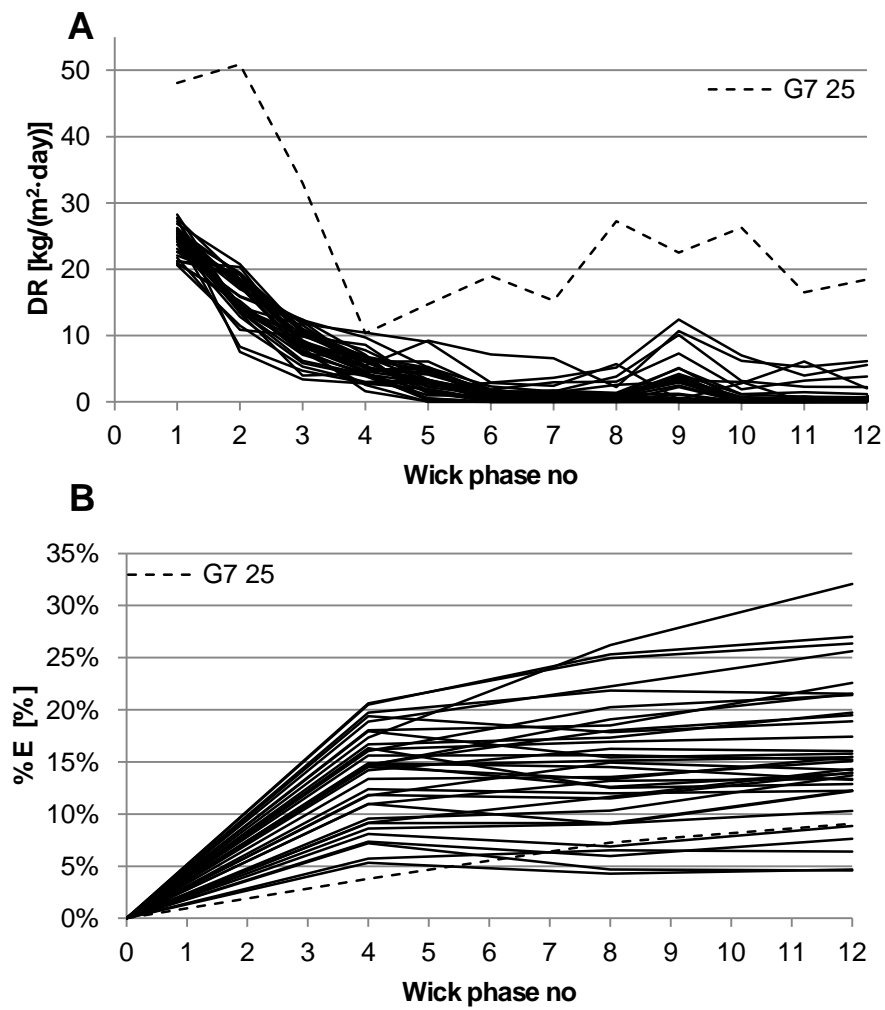 A
DR [kg/(m²·day)]
50
40
30
20
10
0
G7 25
0 1 2 3 4 5 6 7 8 9 10 11 12
Wick phase no
B
%E [%]
35%
30%
25%
20%
15%
10%
5%
0%
G7 25
0 1 2 3 4 5 6 7 8 9 10 11 12
Wick phase no